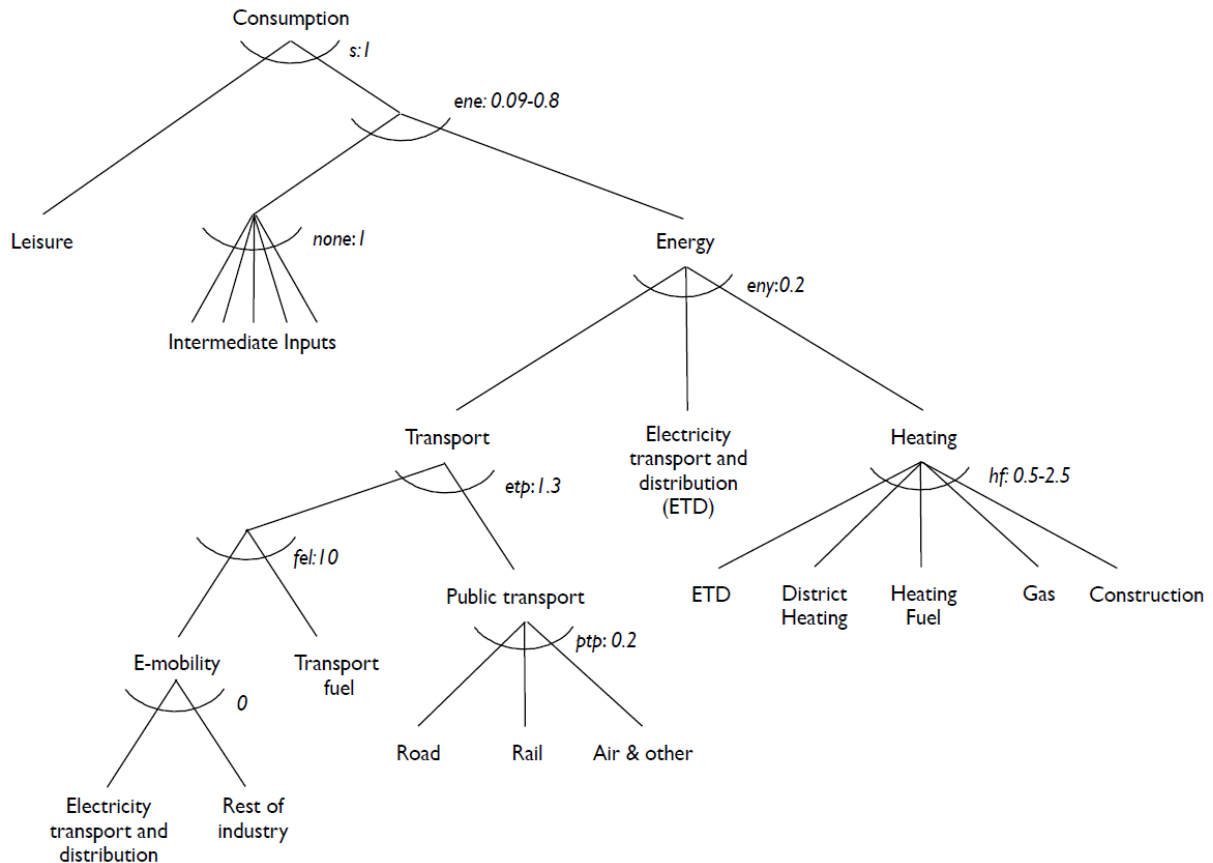 Consumption
s:1
ene: 0.09-0.8
Leisure
none:1
Energy
eny:0.2
Intermediate Inputs
Transport
etp:1.3
Electricity
transport and
distribution
(ETD)
Heating
hf: 0.5-2.5
fel:10
Public transport
ptp: 0.2
ETD
District
Heating
Heating
Fuel
Gas
Construction
E-mobility
0
Transport
fuel
Road
Rail
Air & other
Electricity
transport and
distribution
Rest of
industry